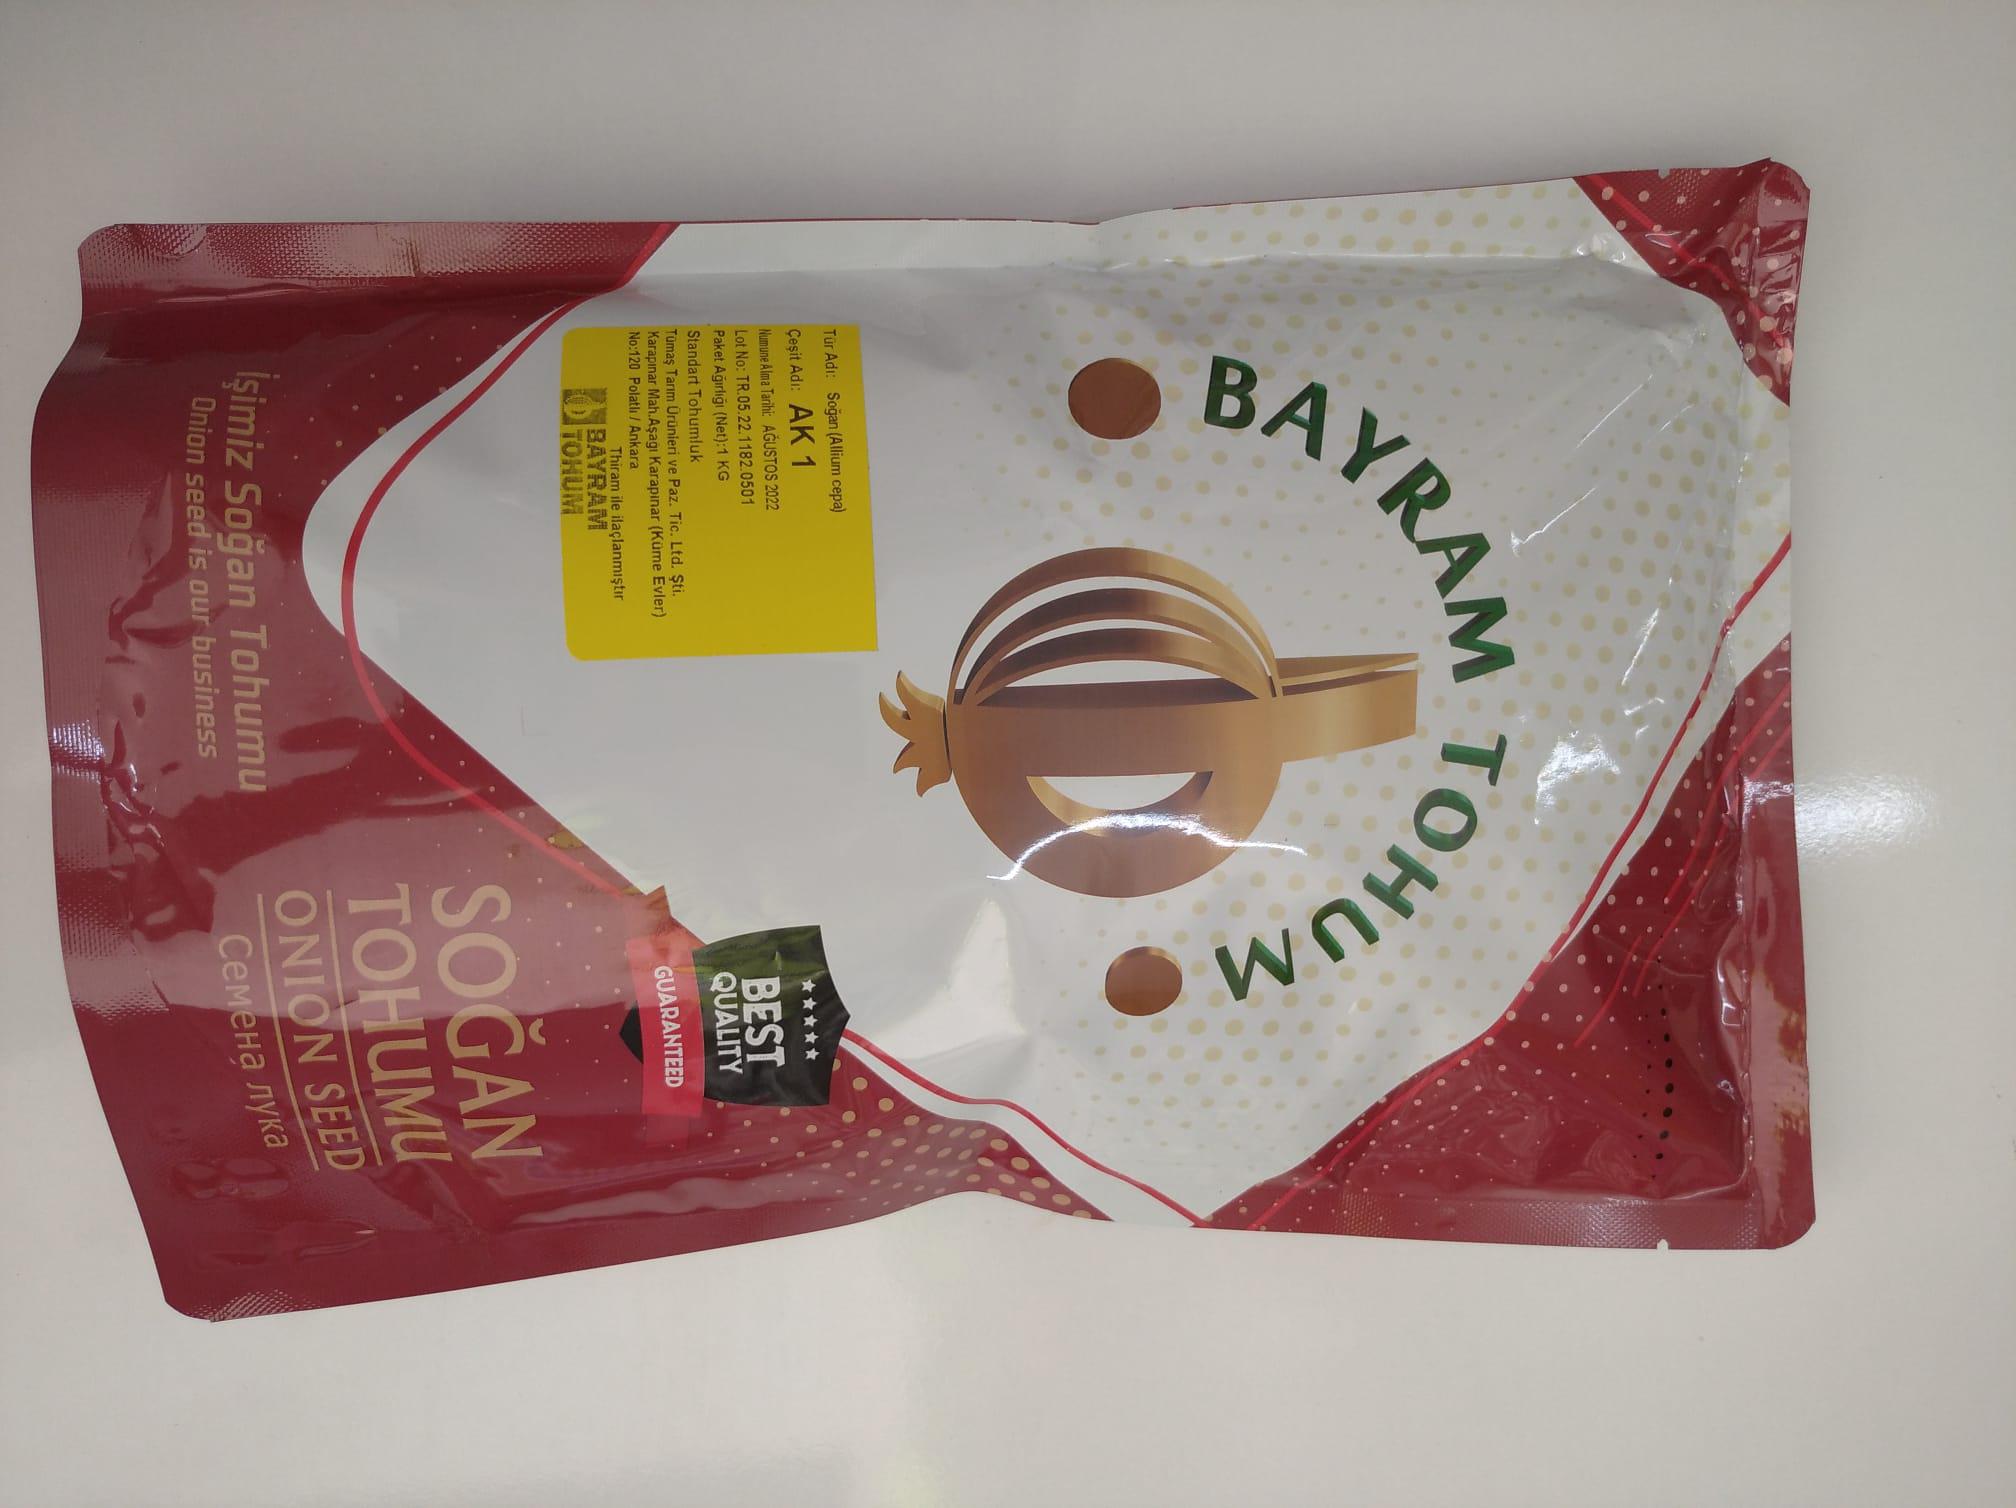 BAYRAM TOHUM
Tür Adı: Soğan (Allium cepa)
Çeşit Adı: AK 1
Numune Alma Tarihi: AĞUSTOS 2022
Lot No: TR.05.22.1182.0501
Paket Ağırlığı (Net):1 KG
Standart Tohumluk
Tümaş Tarım Ürünleri ve Paz. Tic. Ltd. Şti.
Karapınar Mah.Aşagı Karapınar (Küme Evler)
No:120 Polatlı / Ankara
Thiram ile ilaçlanmıştır
BAYRAM
TOHUM
BEST
QUALITY
GUARANTEED
SOĞAN
TOHUMU
ONION SEED
Семена лука
İşimiz Soğan Tohumu
Onion seed is our business